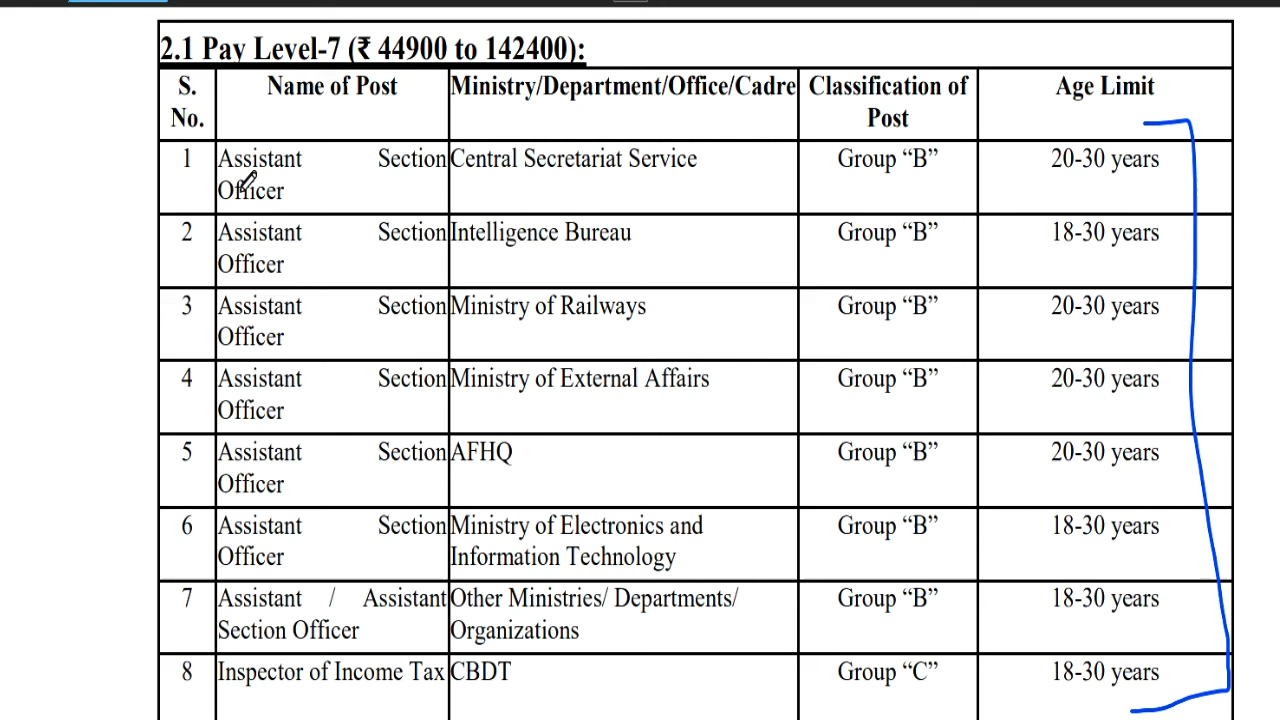 2.1 Pay Level-7 (₹ 44900 to 142400):
S. No. Name of Post Ministry/Department/Office/Cadre Classification of Post Age Limit
1 Assistant Section Officer Central Secretariat Service Group “B” 20-30 years
2 Assistant Section Officer Intelligence Bureau Group “B” 18-30 years
3 Assistant Section Officer Ministry of Railways Group “B” 20-30 years
4 Assistant Section Officer Ministry of External Affairs Group “B” 20-30 years
5 Assistant Section Officer AFHQ Group “B” 20-30 years
6 Assistant Section Officer Ministry of Electronics and Information Technology Group “B” 18-30 years
7 Assistant / Assistant Section Officer Other Ministries/ Departments/ Organizations Group “B” 18-30 years
8 Inspector of Income Tax CBDT Group “C” 18-30 years